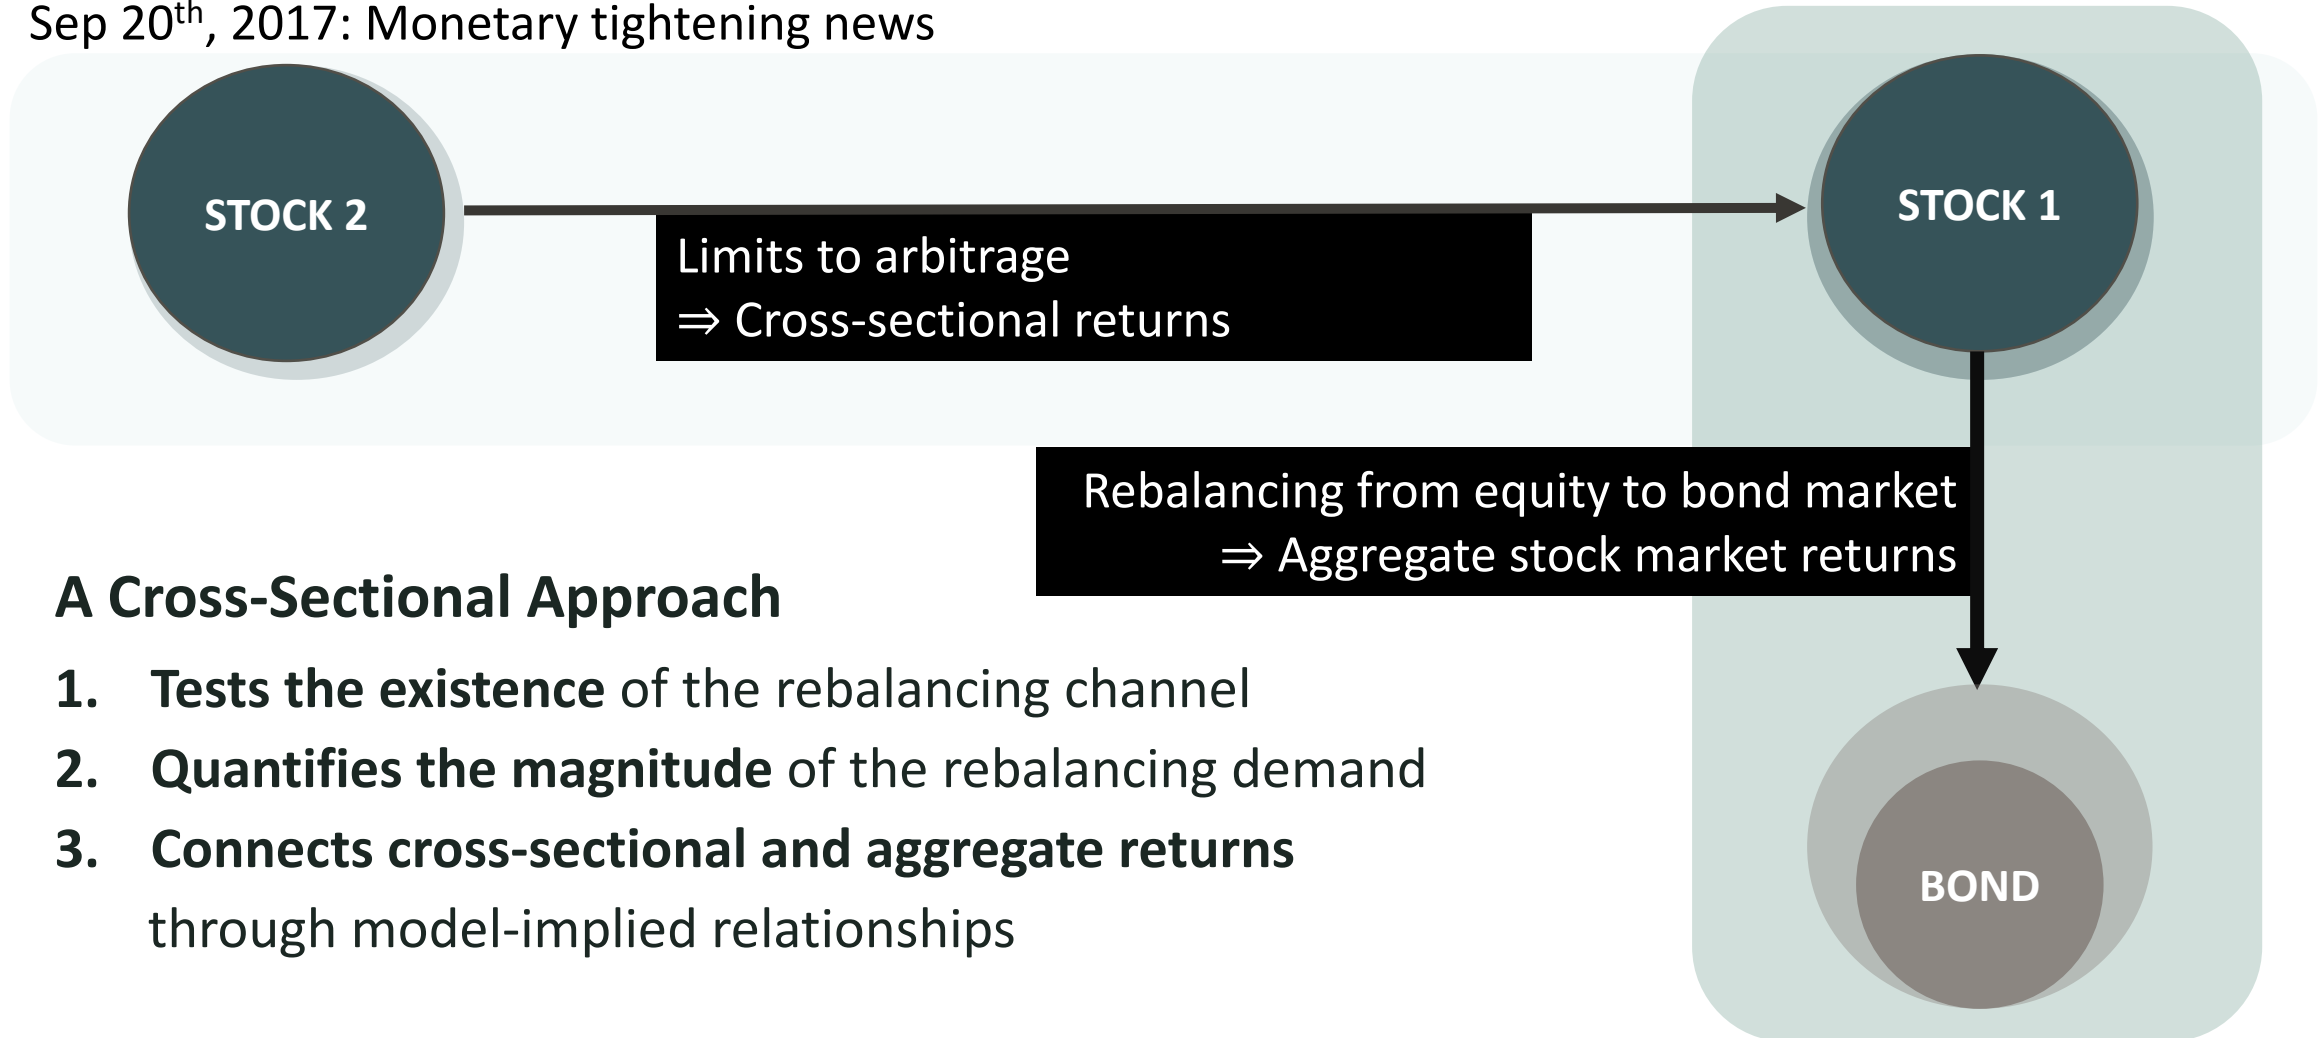 Sep 20th, 2017: Monetary tightening news
STOCK 2
STOCK 1
Limits to arbitrage
⇒ Cross-sectional returns
Rebalancing from equity to bond market
⇒ Aggregate stock market returns
A Cross-Sectional Approach
1. Tests the existence of the rebalancing channel
2. Quantifies the magnitude of the rebalancing demand
3. Connects cross-sectional and aggregate returns
through model-implied relationships
BOND